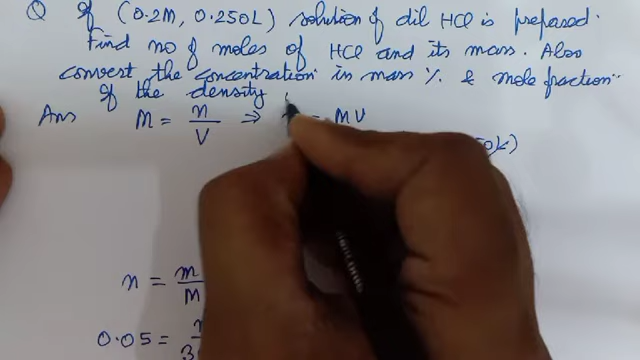 Q If (0.2M, 0.250L) solution of dil HCl is prepared.
Find no of moles of HCl and its mass. Also
convert the concentration in mass % & mole fraction
if the density
Ans M = n/V ⇒ = MV
50L)
n = m/M
0.05 =